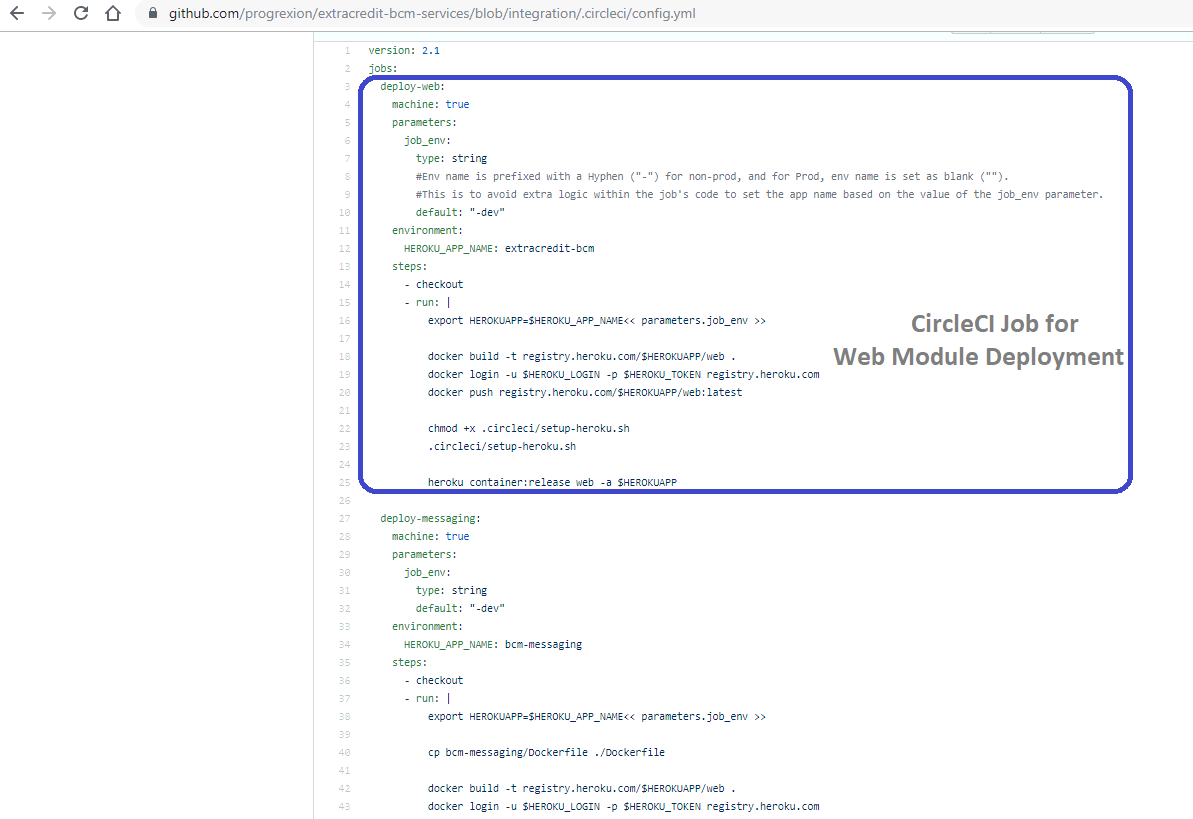 github.com/progrexion/extracredit-bcm-services/blob/integration/.circleci/config.yml
1 version: 2.1
2 jobs:
3 deploy-web:
4 machine: true
5 parameters:
6 job_env:
7 type: string
8 #Env name is prefixed with a Hyphen ("-") for non-prod, and for Prod, env name is set as blank ("").
9 #This is to avoid extra logic within the job's code to set the app name based on the value of the job_env parameter.
10 default: "-dev"
11 environment:
12 HEROKU_APP_NAME: extracredit-bcm
13 steps:
14 - checkout
15 - run: |
16 export HEROKUAPP=$HEROKU_APP_NAME<< parameters.job_env >>
17
18 docker build -t registry.heroku.com/$HEROKUAPP/web .
19 docker login -u $HEROKU_LOGIN -p $HEROKU_TOKEN registry.heroku.com
20 docker push registry.heroku.com/$HEROKUAPP/web:latest
21
22 chmod +x .circleci/setup-heroku.sh
23 .circleci/setup-heroku.sh
24
25 heroku container:release web -a $HEROKUAPP
CircleCI Job for
Web Module Deployment
26
27 deploy-messaging:
28 machine: true
29 parameters:
30 job_env:
31 type: string
32 default: "-dev"
33 environment:
34 HEROKU_APP_NAME: bcm-messaging
35 steps:
36 - checkout
37 - run: |
38 export HEROKUAPP=$HEROKU_APP_NAME<< parameters.job_env >>
39
40 cp bcm-messaging/Dockerfile ./Dockerfile
41
42 docker build -t registry.heroku.com/$HEROKUAPP/web .
43 docker login -u $HEROKU_LOGIN -p $HEROKU_TOKEN registry.heroku.com